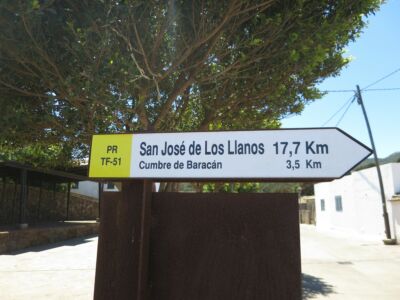 PR
TF-51
San José de Los Llanos 17,7 Km
Cumbre de Baracán 3,5 Km